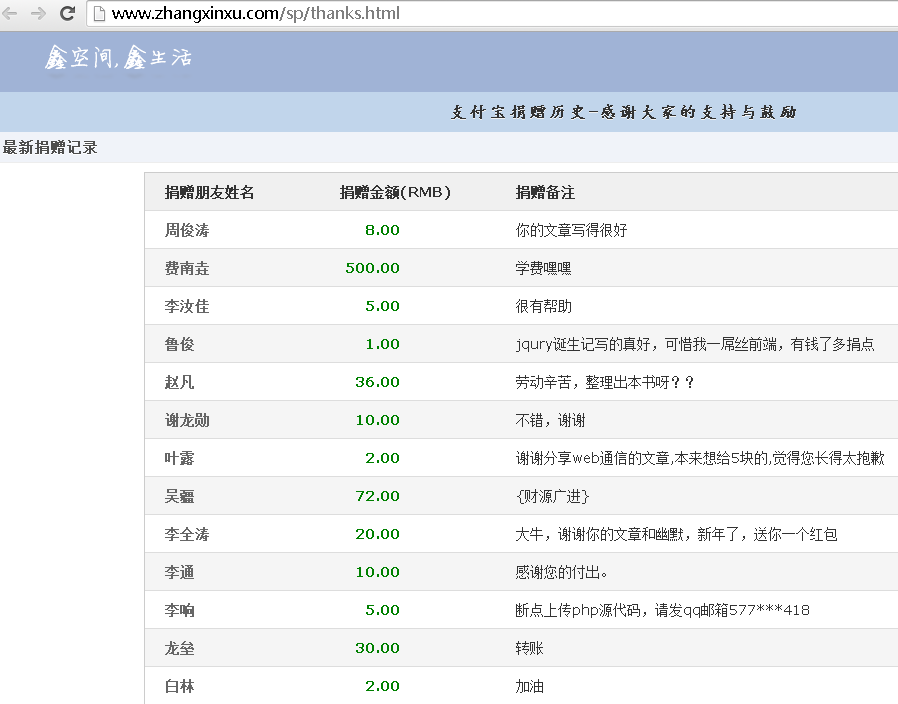 www.zhangxinxu.com/sp/thanks.html
鑫空间,鑫生活
支付宝捐赠历史-感谢大家的支持与鼓励
最新捐赠记录
捐赠朋友姓名 捐赠金额(RMB) 捐赠备注
周俊涛 8.00 你的文章写得很好
费南垚 500.00 学费嘿嘿
李汝佳 5.00 很有帮助
鲁俊 1.00 jqury诞生记写的真好，可惜我一屌丝前端，有钱了多捐点
赵凡 36.00 劳动辛苦，整理出本书呀？？
谢龙勋 10.00 不错，谢谢
叶露 2.00 谢谢分享web通信的文章,本来想给5块的,觉得您长得太抱歉
吴疆 72.00 {财源广进}
李全涛 20.00 大牛，谢谢你的文章和幽默，新年了，送你一个红包
李通 10.00 感谢您的付出。
李响 5.00 断点上传php源代码，请发qq邮箱577***418
龙垒 30.00 转账
白林 2.00 加油